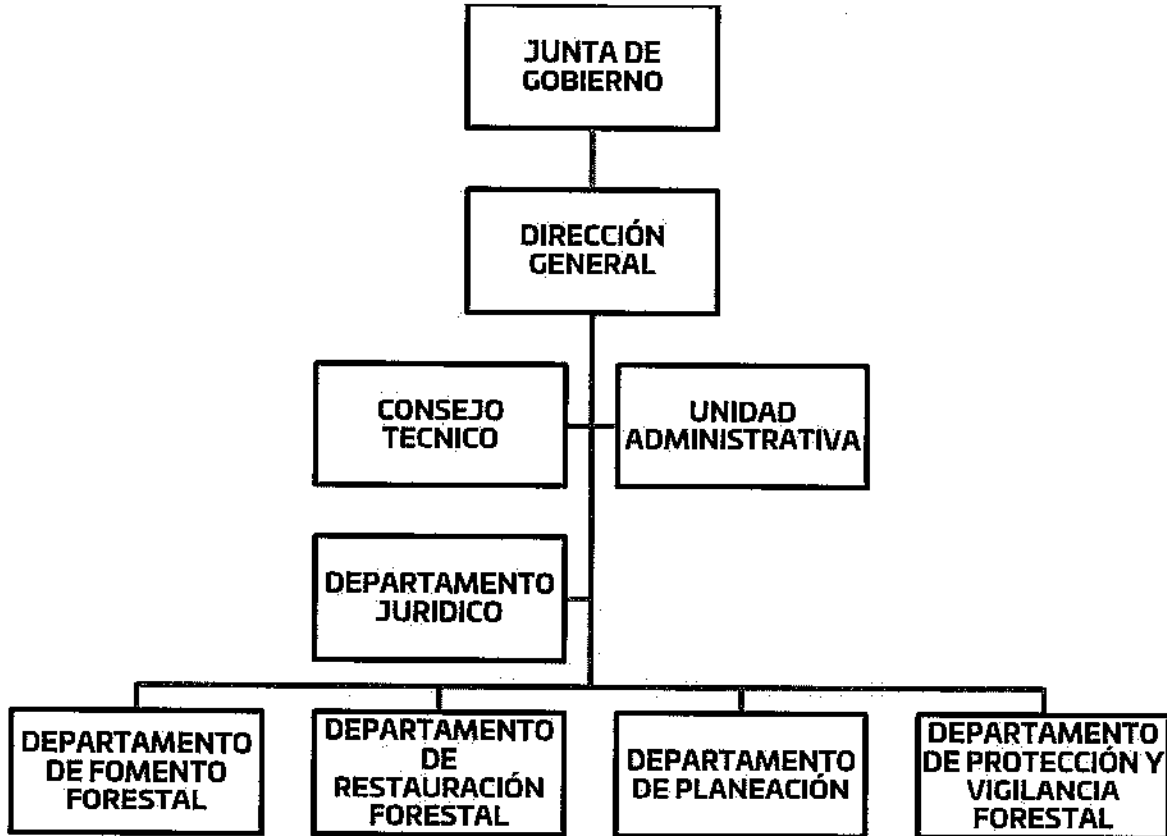 JUNTA DE
GOBIERNO
DIRECCIÓN
GENERAL
CONSEJO
TECNICO
UNIDAD
ADMINISTRATIVA
DEPARTAMENTO
JURIDICO
DEPARTAMENTO
DE FOMENTO
FORESTAL
DEPARTAMENTO
DE
RESTAURACIÓN
FORESTAL
DEPARTAMENTO
DE PLANEACIÓN
DEPARTAMENTO
DE PROTECCIÓN Y
VIGILANCIA
FORESTAL